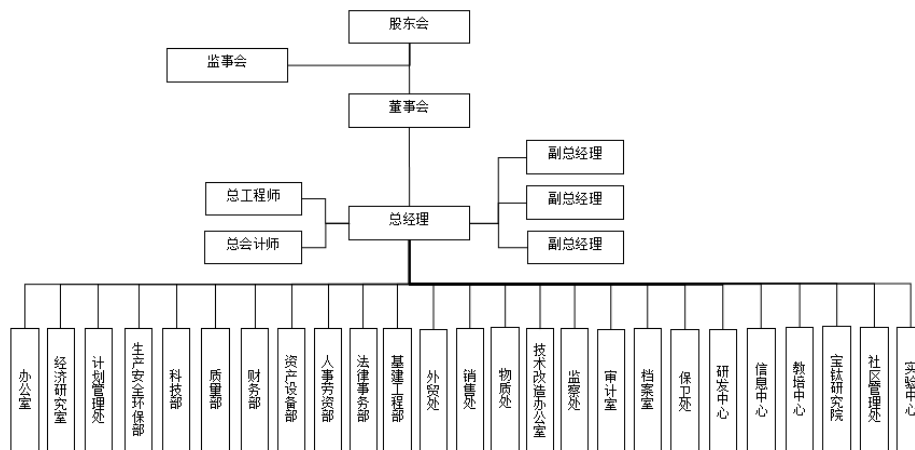 股东会
监事会
董事会
副总经理
总工程师
副总经理
总经理
总会计师
副总经理
办公室
经济研究室
计划管理处
生产安全环保部
科技部
质量部
财务部
资产设备部
人事劳资部
法律事务部
基建工程部
外贸处
销售处
物质处
技术改造办公室
监察处
审计室
档案室
保卫处
研发中心
信息中心
教培中心
宝钛研究院
社区管理处
实验中心